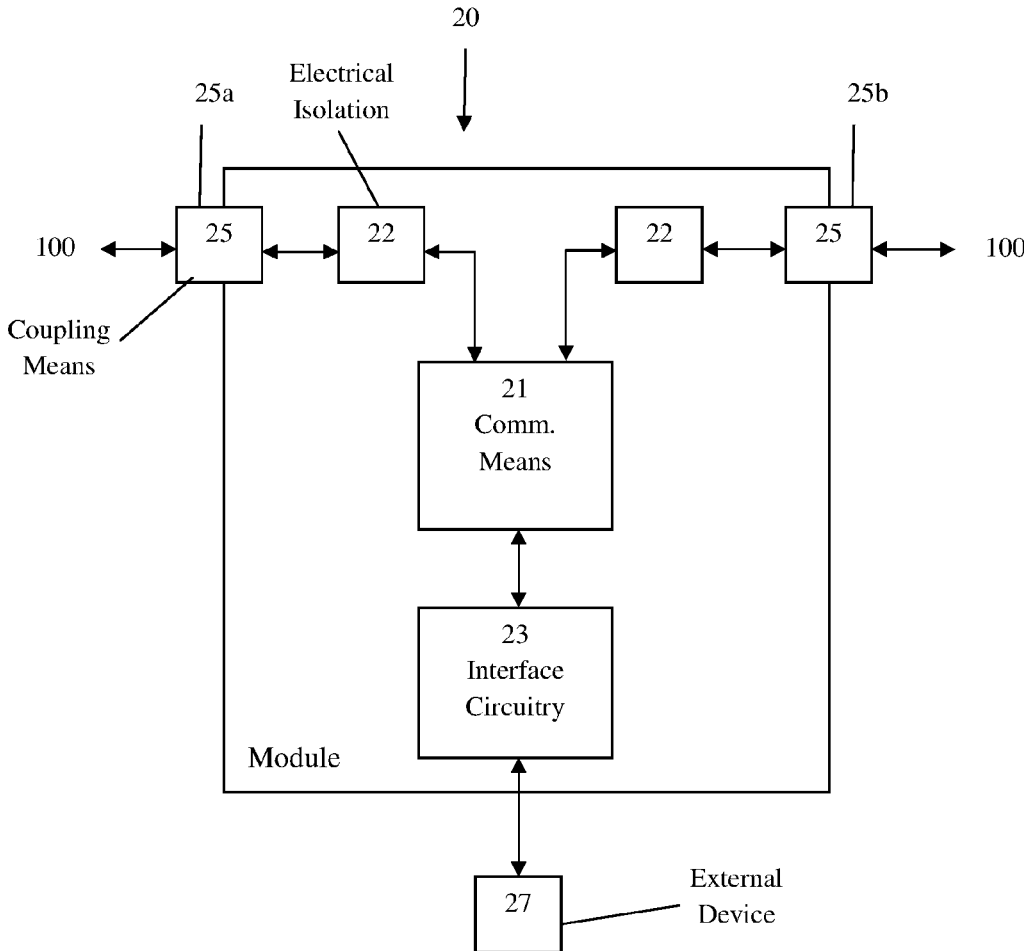 20
Electrical
Isolation
25a
25b
100
25
22
22
25
100
Coupling
Means
21
Comm.
Means
23
Interface
Circuitry
Module
27
External
Device